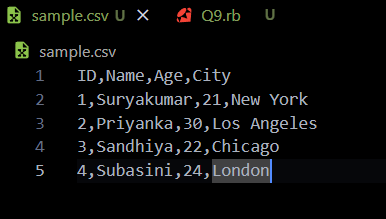 sample.csv U Q9.rb U
sample.csv
1 ID,Name,Age,City
2 1,Suryakumar,21,New York
3 2,Priyanka,30,Los Angeles
4 3,Sandhiya,22,Chicago
5 4,Subasini,24,London